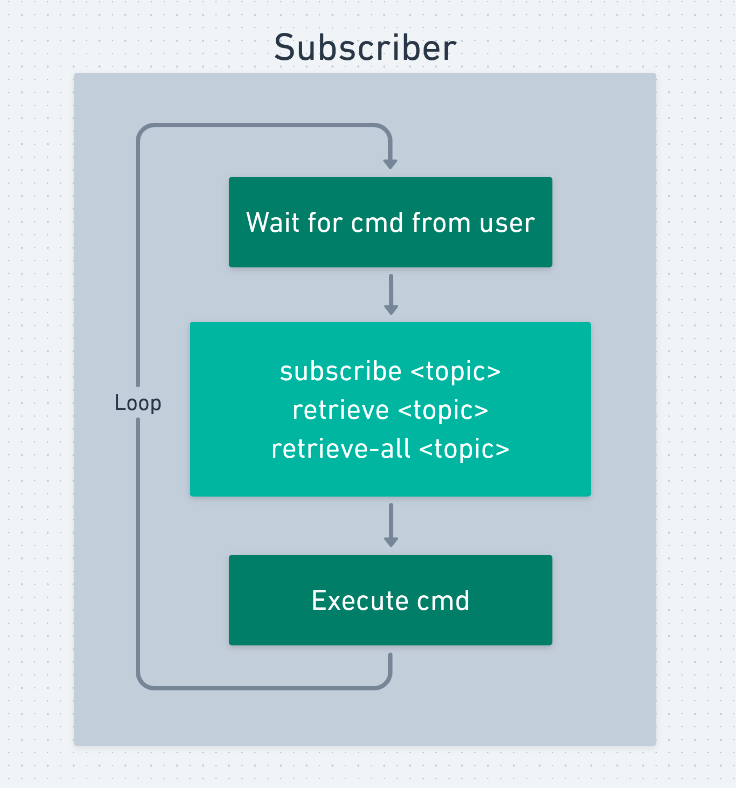 Subscriber
Wait for cmd from user
subscribe <topic>
retrieve <topic>
retrieve-all <topic>
Loop
Execute cmd